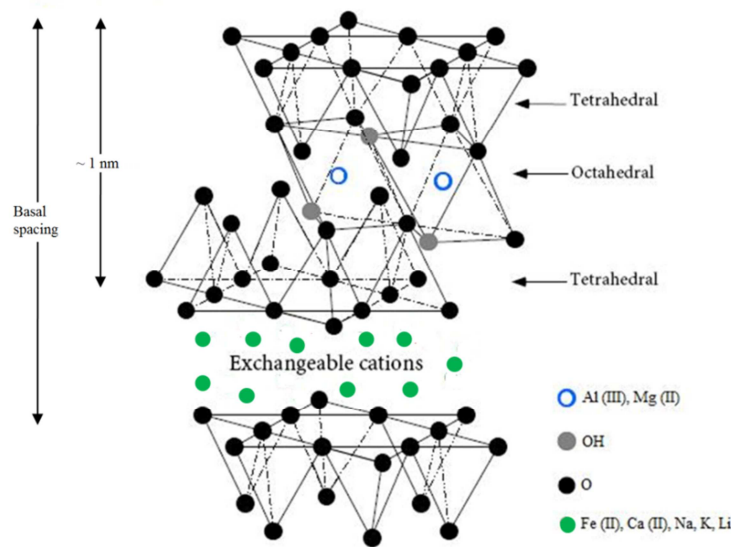 Tetrahedral
~ 1 nm
Octahedral
Basal
spacing
Tetrahedral
Exchangeable cations
Al (III), Mg (II)
OH
O
Fe (II), Ca (II), Na, K, Li